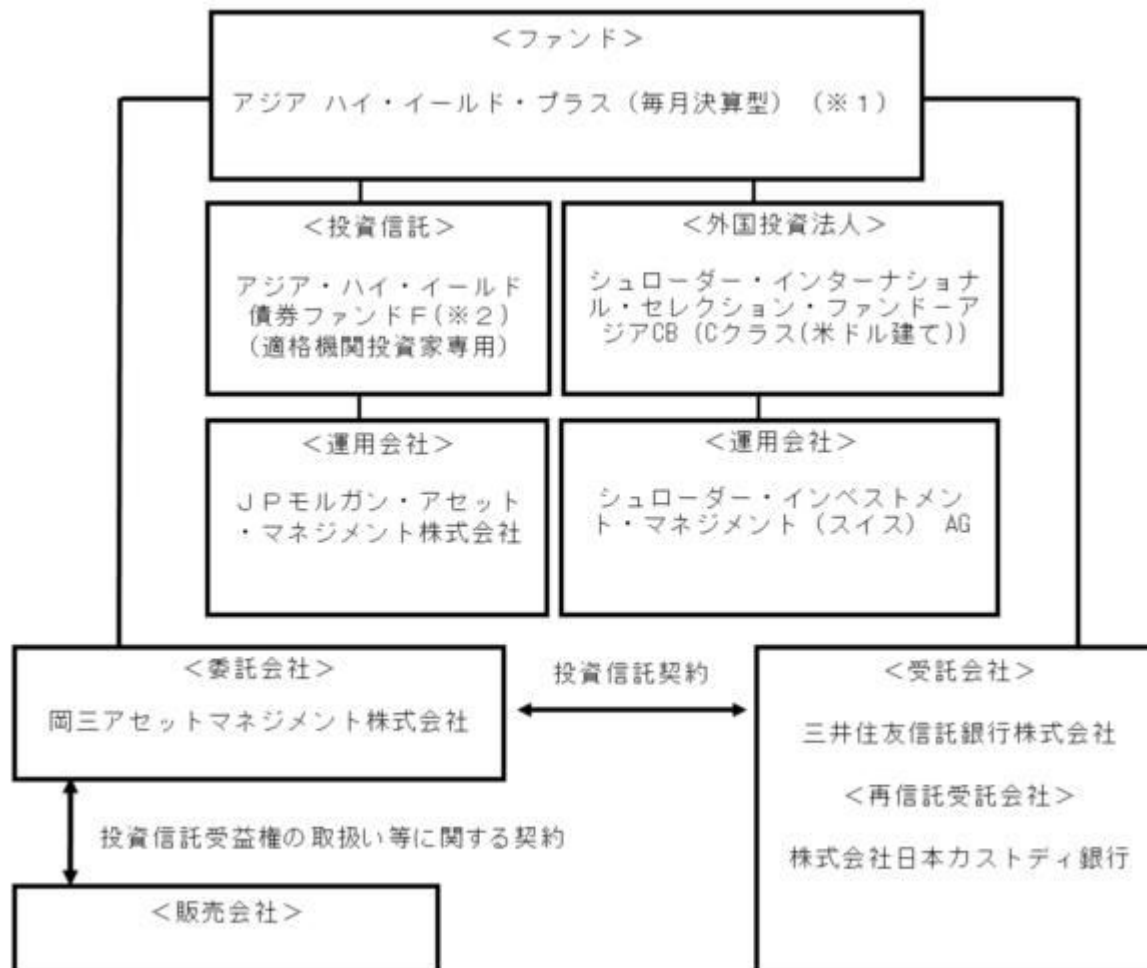 ＜ファンド＞
アジア ハイ・イールド・プラス（毎月決算型）（※１）
＜投資信託＞
アジア・ハイ・イールド
債券ファンドＦ(※２)
(適格機関投資家専用)
＜外国投資法人＞
シュローダー・インターナショナ
ル・セレクション・ファンド－ア
ジアCB（Cクラス(米ドル建て)）
＜運用会社＞
ＪＰモルガン・アセット
・マネジメント株式会社
＜運用会社＞
シュローダー・インベストメン
ト・マネジメント（スイス） AG
＜委託会社＞
岡三アセットマネジメント株式会社
投資信託契約
＜受託会社＞
三井住友信託銀行株式会社
＜再信託受託会社＞
株式会社日本カストディ銀行
投資信託受益権の取扱い等に関する契約
＜販売会社＞